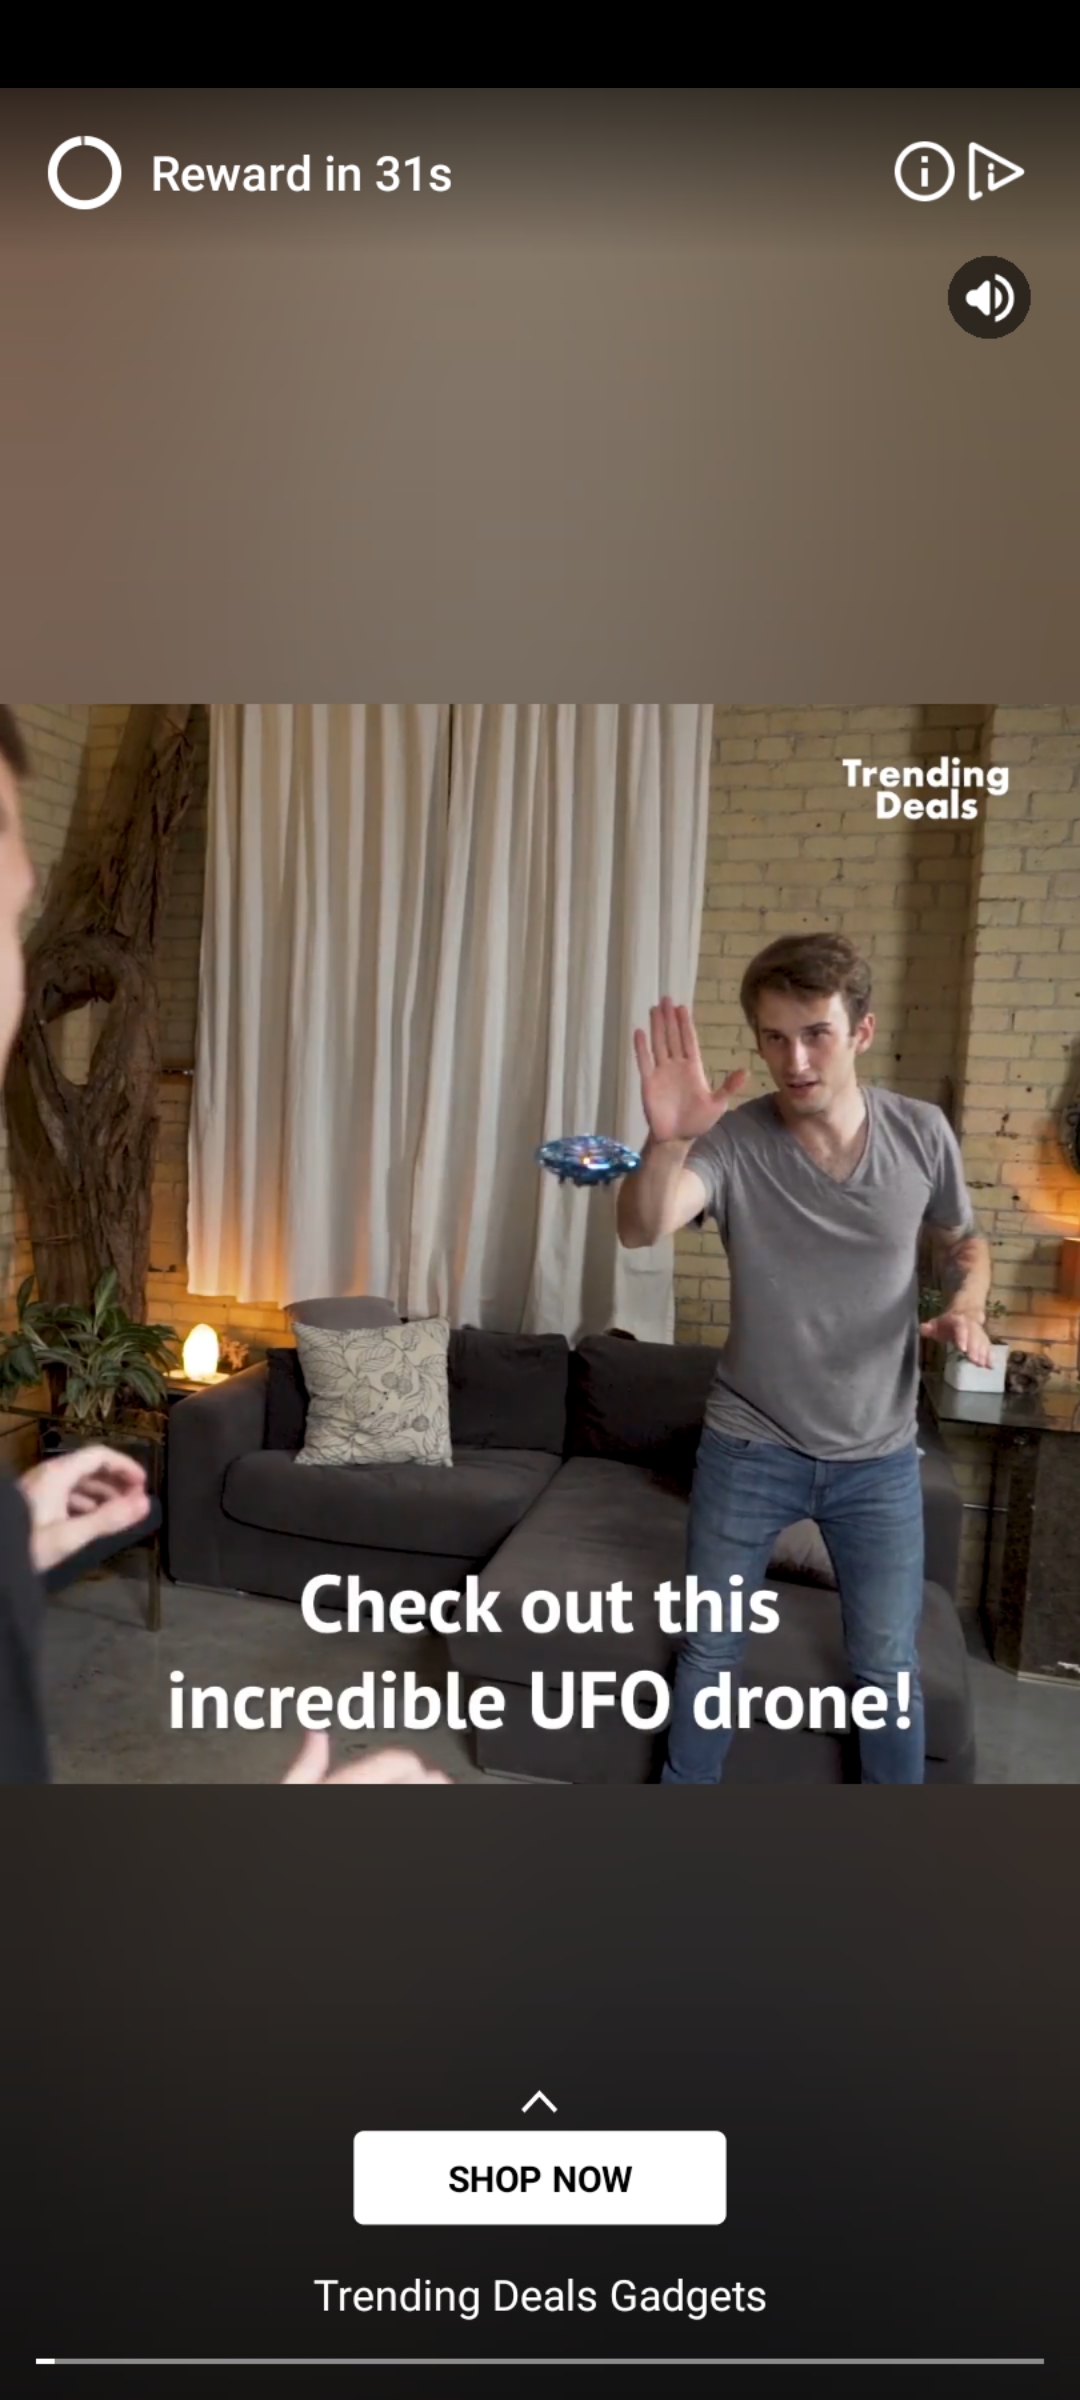 Reward in 31s
Trending
Deals
Check out this
incredible UFO drone!
SHOP NOW
Trending Deals Gadgets